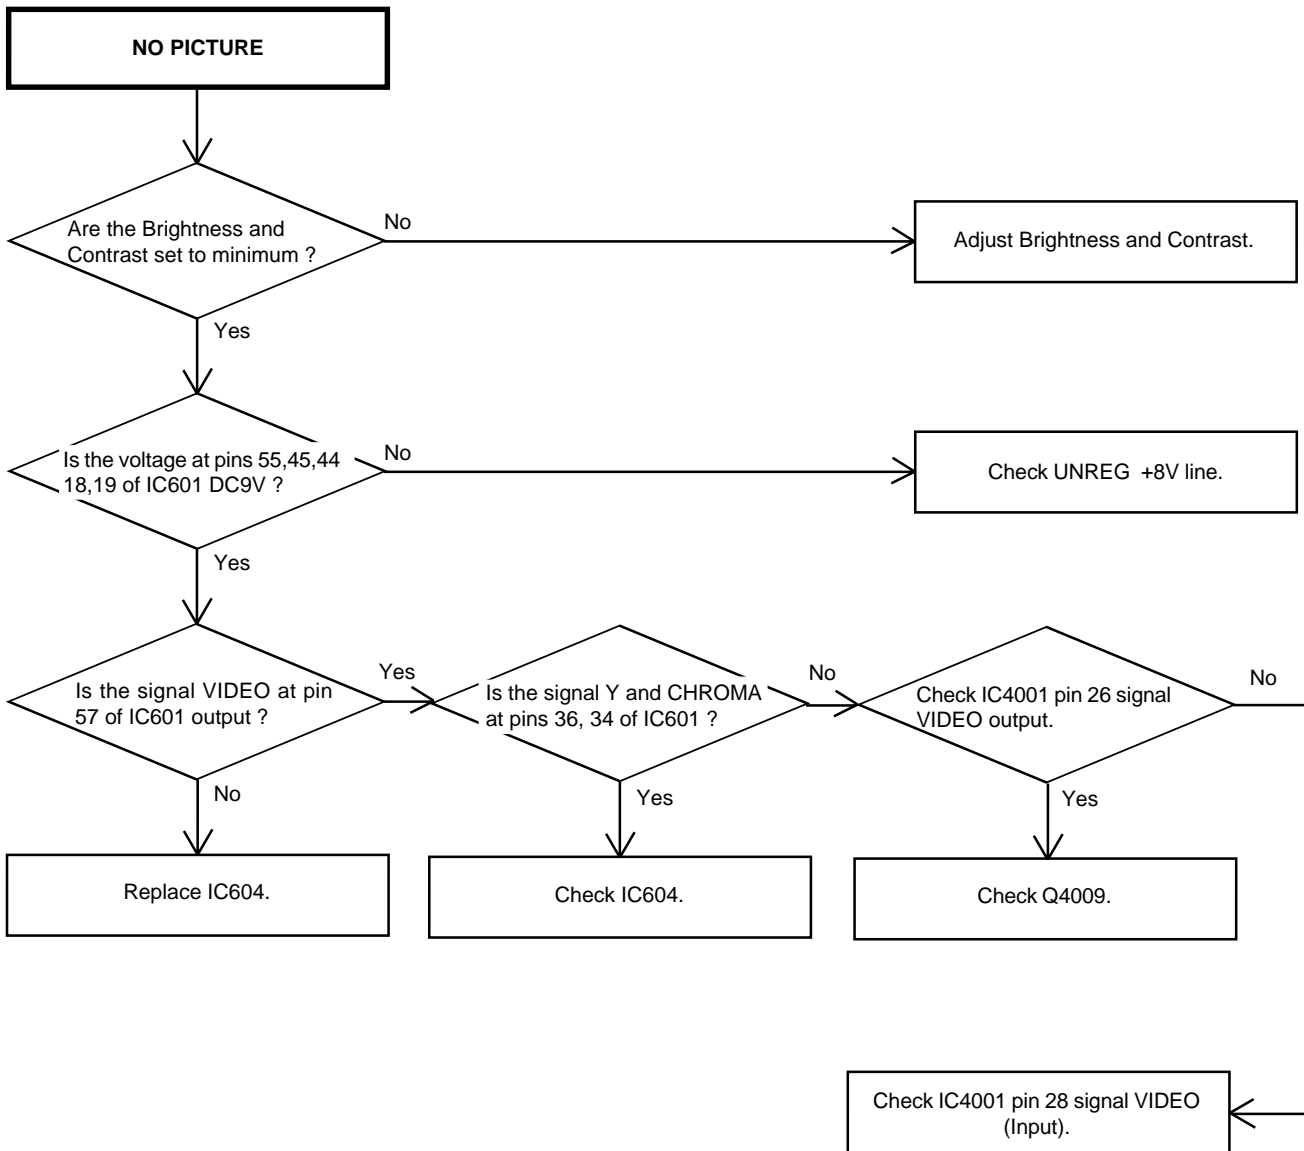 NO PICTURE
Are the Brightness and
Contrast set to minimum ?
No
Adjust Brightness and Contrast.
Yes
Is the voltage at pins 55,45,44
18,19 of IC601 DC9V ?
No
Check UNREG +8V line.
Yes
Is the signal VIDEO at pin
57 of IC601 output ?
Yes
Is the signal Y and CHROMA
at pins 36, 34 of IC601 ?
No
Check IC4001 pin 26 signal
VIDEO output.
No
No
Yes
Yes
Replace IC604.
Check IC604.
Check Q4009.
Check IC4001 pin 28 signal VIDEO
(Input).